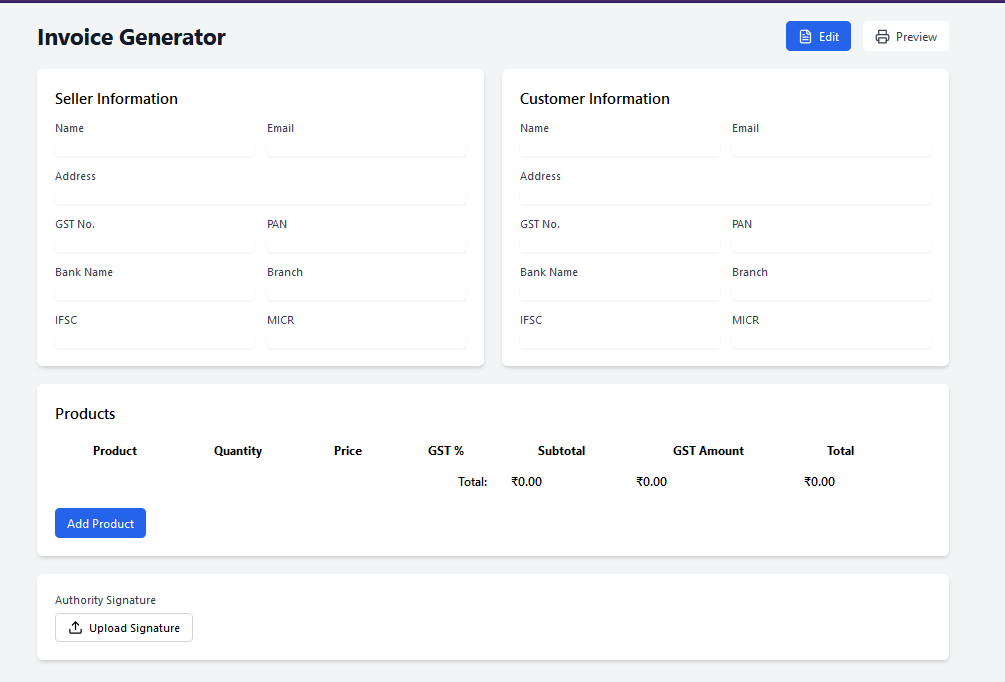 Invoice Generator
Edit
Preview
Seller Information
Name Email
Address
GST No. PAN
Bank Name Branch
IFSC MICR
Customer Information
Name Email
Address
GST No. PAN
Bank Name Branch
IFSC MICR
Products
Product Quantity Price GST % Subtotal GST Amount Total
Total: ₹0.00 ₹0.00 ₹0.00
Add Product
Authority Signature
Upload Signature